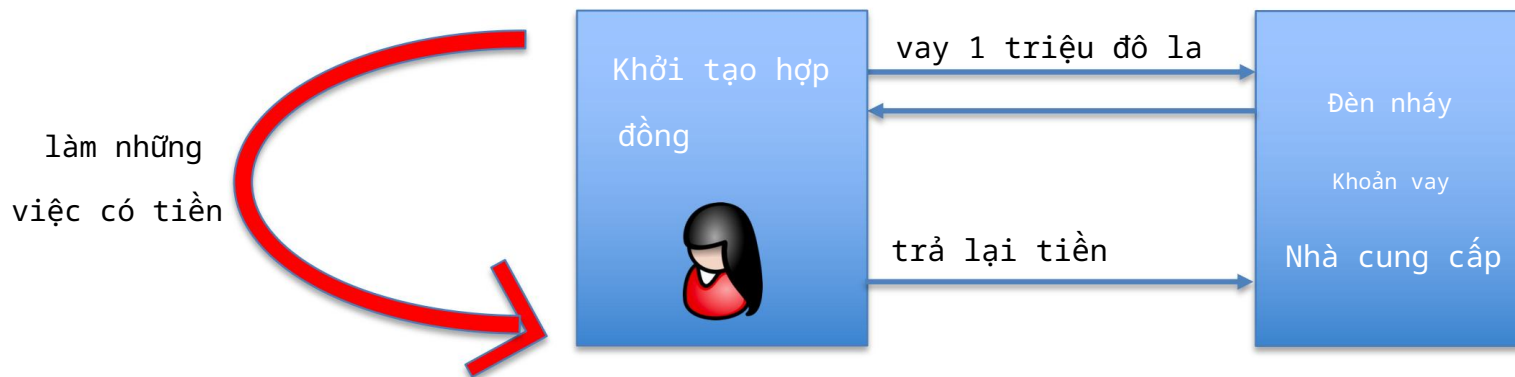 làm những
việc có tiền
Khởi tạo hợp
đồng
vay 1 triệu đô la
trả lại tiền
Đèn nháy
Khoản vay
Nhà cung cấp